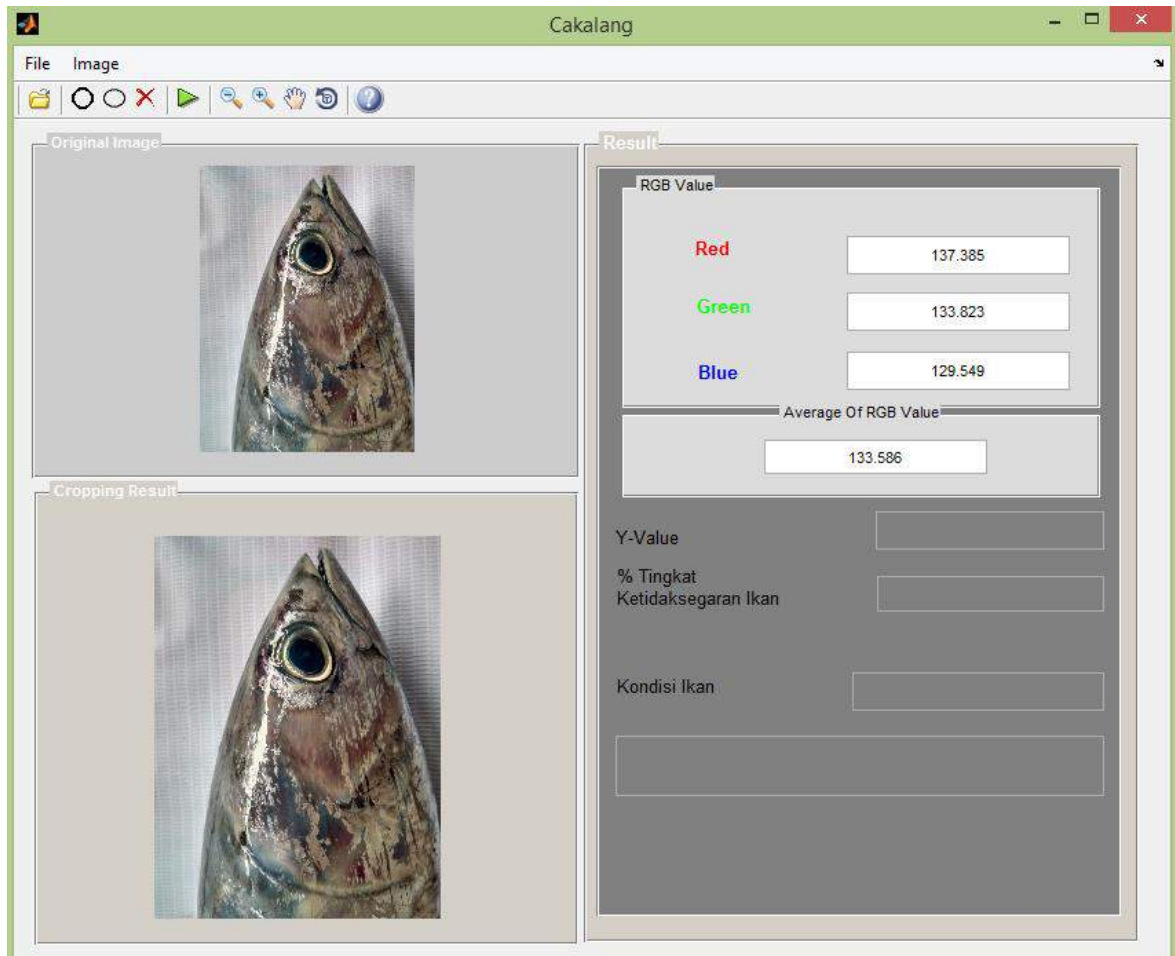 Cakalang
File Image
Original Image
Cropping Result
Result
RGB Value
Red 137.385
Green 133.823
Blue 129.549
Average Of RGB Value
133.586
Y-Value
% Tingkat
Ketidaksegaran Ikan
Kondisi Ikan